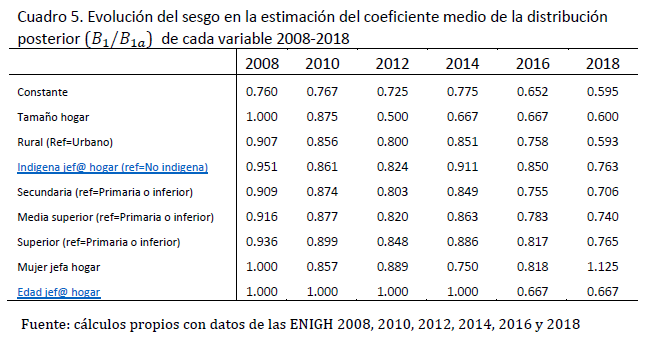 Cuadro 5. Evolución del sesgo en la estimación del coeficiente medio de la distribución
posterior (B1/B1a) de cada variable 2008-2018
2008 2010 2012 2014 2016 2018
Constante 0.760 0.767 0.725 0.775 0.652 0.595
Tamaño hogar 1.000 0.875 0.500 0.667 0.667 0.600
Rural (Ref=Urbano) 0.907 0.856 0.800 0.851 0.758 0.593
Indigena jef@ hogar (ref=No indigena) 0.951 0.861 0.824 0.911 0.850 0.763
Secundaria (ref=Primaria o inferior) 0.909 0.874 0.803 0.849 0.755 0.706
Media superior (ref=Primaria o inferior) 0.916 0.877 0.820 0.863 0.783 0.740
Superior (ref=Primaria o inferior) 0.936 0.899 0.848 0.886 0.817 0.765
Mujer jefa hogar 1.000 0.857 0.889 0.750 0.818 1.125
Edad jef@ hogar 1.000 1.000 1.000 1.000 0.667 0.667
Fuente: cálculos propios con datos de las ENIGH 2008, 2010, 2012, 2014, 2016 y 2018